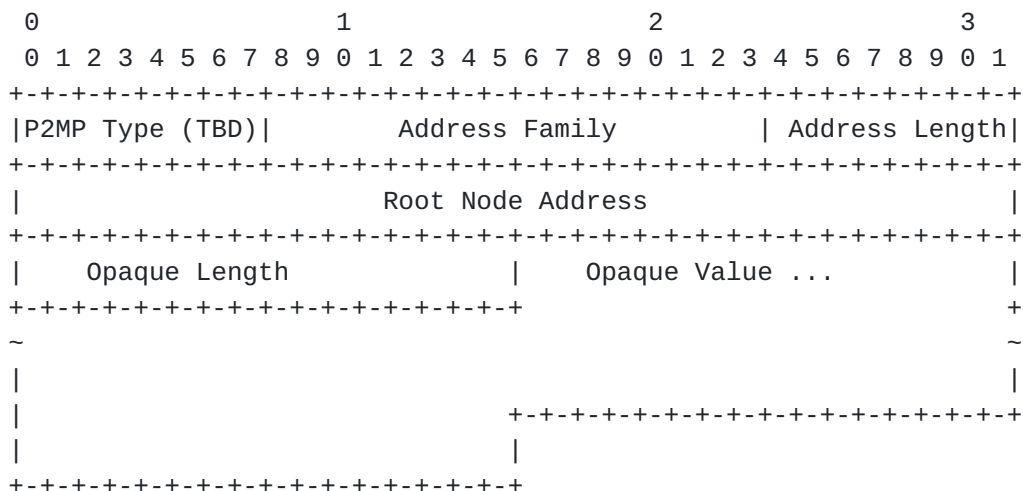 0                   1                   2                   3
 0 1 2 3 4 5 6 7 8 9 0 1 2 3 4 5 6 7 8 9 0 1 2 3 4 5 6 7 8 9 0 1
+-+-+-+-+-+-+-+-+-+-+-+-+-+-+-+-+-+-+-+-+-+-+-+-+-+-+-+-+-+-+-+-+
|P2MP Type (TBD)|        Address Family         | Address Length|
+-+-+-+-+-+-+-+-+-+-+-+-+-+-+-+-+-+-+-+-+-+-+-+-+-+-+-+-+-+-+-+-+
|                       Root Node Address                       |
+-+-+-+-+-+-+-+-+-+-+-+-+-+-+-+-+-+-+-+-+-+-+-+-+-+-+-+-+-+-+-+-+
|    Opaque Length              |    Opaque Value ...           |
+-+-+-+-+-+-+-+-+-+-+-+-+-+-+-+-+                               +
~                                                               ~
|                                                               |
|                               +-+-+-+-+-+-+-+-+-+-+-+-+-+-+-+-+
|                               |
+-+-+-+-+-+-+-+-+-+-+-+-+-+-+-+-+